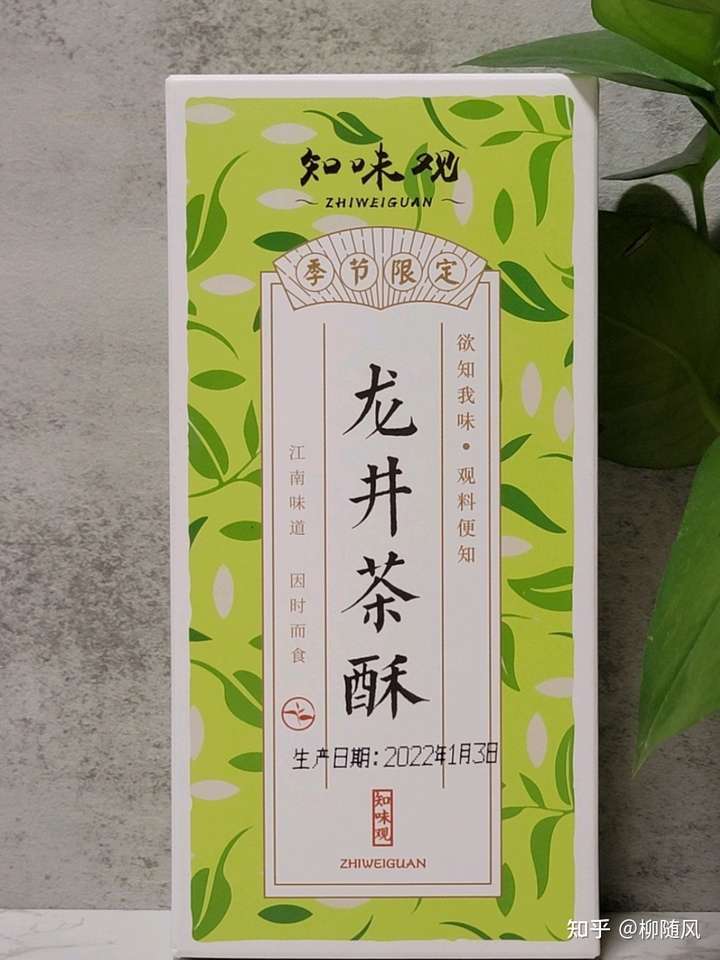 知味观
ZHIWEIGUAN
季节限定
欲知我味·观料便知
龙井茶酥
江南味道 因时而食
生产日期：2022年1月3日
知味观
ZHIWEIGUAN
知乎 @柳随风